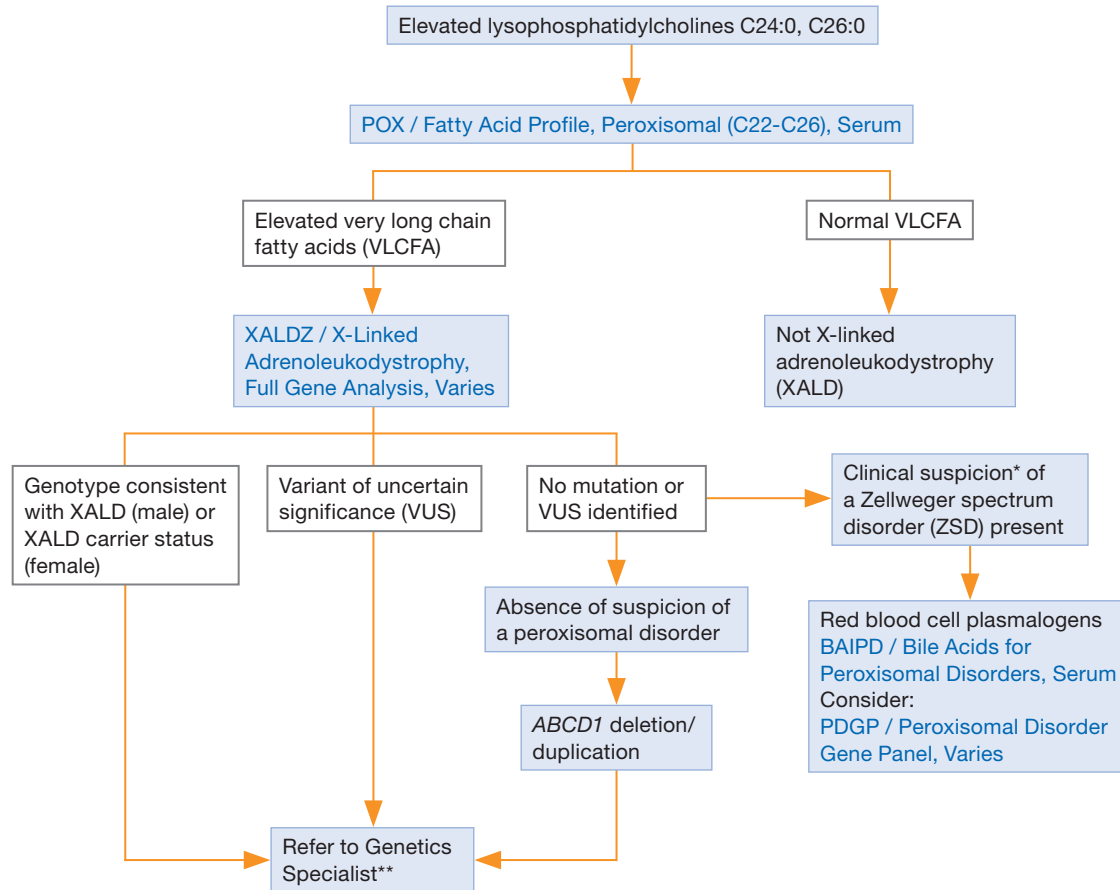 Elevated lysophosphatidylcholines C24:0, C26:0
POX / Fatty Acid Profile, Peroxisomal (C22-C26), Serum
Elevated very long chain
fatty acids (VLCFA)
Normal VLCFA
XALDZ / X-Linked
Adrenoleukodystrophy,
Full Gene Analysis, Varies
Not X-linked
adrenoleukodystrophy
(XALD)
Genotype consistent
with XALD (male) or
XALD carrier status
(female)
Variant of uncertain
significance (VUS)
No mutation or
VUS identified
Clinical suspicion* of
a Zellweger spectrum
disorder (ZSD) present
Absence of suspicion of
a peroxisomal disorder
Red blood cell plasmalogens
BAIPD / Bile Acids for
Peroxisomal Disorders, Serum
Consider:
PDGP / Peroxisomal Disorder
Gene Panel, Varies
ABCD1 deletion/
duplication
Refer to Genetics
Specialist**